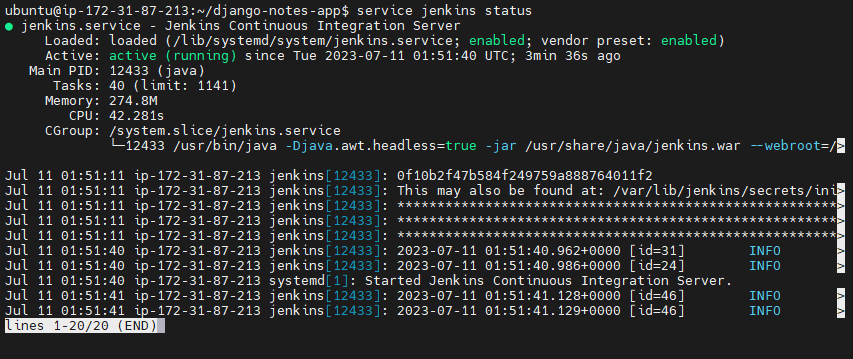 ubuntu@ip-172-31-87-213:~/django-notes-app$ service jenkins status
● jenkins.service - Jenkins Continuous Integration Server
     Loaded: loaded (/lib/systemd/system/jenkins.service; enabled; vendor preset: enabled)
     Active: active (running) since Tue 2023-07-11 01:51:40 UTC; 3min 36s ago
   Main PID: 12433 (java)
      Tasks: 40 (limit: 1141)
     Memory: 274.8M
        CPU: 42.281s
     CGroup: /system.slice/jenkins.service
             └─12433 /usr/bin/java -Djava.awt.headless=true -jar /usr/share/java/jenkins.war --webroot=/>

Jul 11 01:51:11 ip-172-31-87-213 jenkins[12433]: 0f10b2f47b584f249759a888764011f2
Jul 11 01:51:11 ip-172-31-87-213 jenkins[12433]: This may also be found at: /var/lib/jenkins/secrets/ini>
Jul 11 01:51:11 ip-172-31-87-213 jenkins[12433]: *******************************************************>
Jul 11 01:51:11 ip-172-31-87-213 jenkins[12433]: *******************************************************>
Jul 11 01:51:11 ip-172-31-87-213 jenkins[12433]: *******************************************************>
Jul 11 01:51:40 ip-172-31-87-213 jenkins[12433]: 2023-07-11 01:51:40.962+0000 [id=31]        INFO       >
Jul 11 01:51:40 ip-172-31-87-213 jenkins[12433]: 2023-07-11 01:51:40.986+0000 [id=24]        INFO       >
Jul 11 01:51:40 ip-172-31-87-213 systemd[1]: Started Jenkins Continuous Integration Server.
Jul 11 01:51:41 ip-172-31-87-213 jenkins[12433]: 2023-07-11 01:51:41.128+0000 [id=46]        INFO       >
Jul 11 01:51:41 ip-172-31-87-213 jenkins[12433]: 2023-07-11 01:51:41.129+0000 [id=46]        INFO       >
lines 1-20/20 (END)